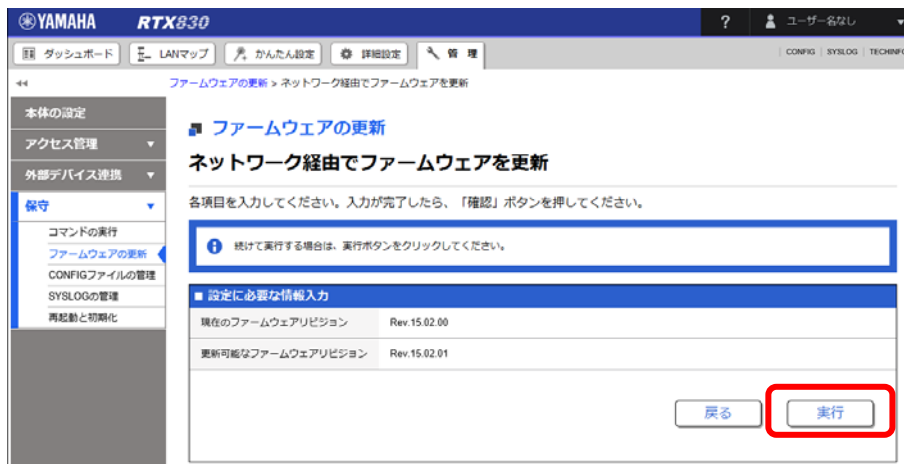 YAMAHA RTX830 ? ユーザー名なし
ダッシュボード LANマップ かんたん設定 詳細設定 管理 CONFIG | SYSLOG | TECHINFO
ファームウェアの更新 > ネットワーク経由でファームウェアを更新
本体の設定
アクセス管理
外部デバイス連携
保守
コマンドの実行
ファームウェアの更新
CONFIGファイルの管理
SYSLOGの管理
再起動と初期化
ファームウェアの更新
ネットワーク経由でファームウェアを更新
各項目を入力してください。入力が完了したら、「確認」ボタンを押してください。
続けて実行する場合は、実行ボタンをクリックしてください。
■ 設定に必要な情報入力
現在のファームウェアリビジョン Rev.15.02.00
更新可能なファームウェアリビジョン Rev.15.02.01
戻る 実行